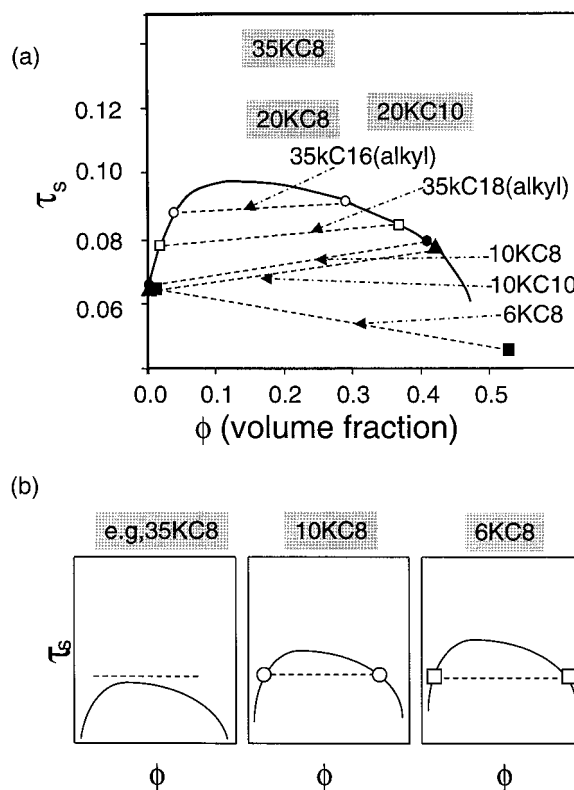 (a)
35KC8
0.12
20KC8
20KC10
35kC16(alkyl)
0.10
τs
35kC18(alkyl)
0.08
10KC8
10KC10
0.06
6KC8
0.0 0.1 0.2 0.3 0.4 0.5
ϕ (volume fraction)
(b)
e.g,35KC8 10KC8 6KC8
τs
ϕ ϕ ϕ